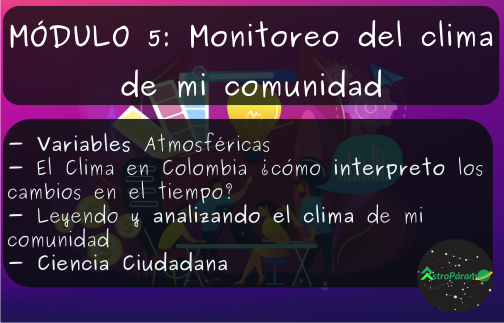 MÓDULO 5: Monitoreo del clima
de mi comunidad
- Variables Atmosféricas
- El Clima en Colombia ¿cómo interpreto los
cambios en el tiempo?
- Leyendo y analizando el clima de mi
comunidad
- Ciencia Ciudadana
AstroPáramo